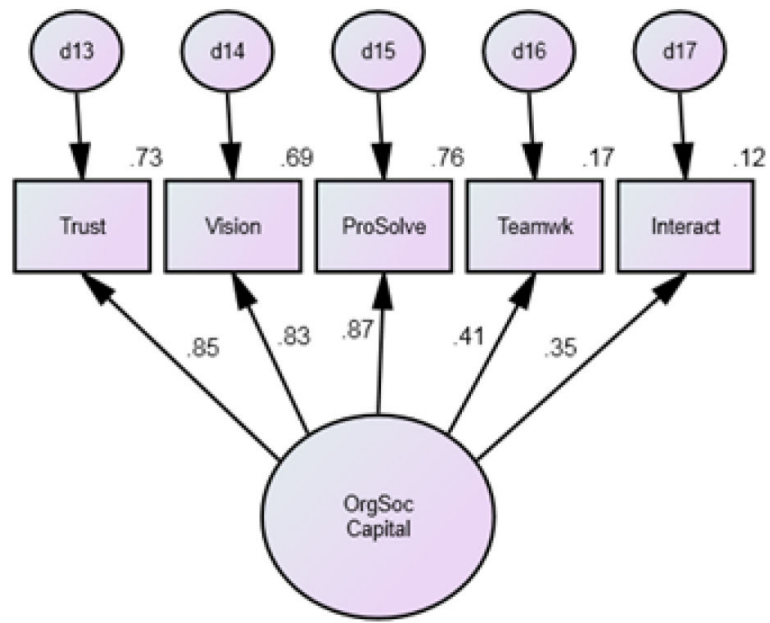 d13 d14 d15 d16 d17
.73 .69 .76 .17 .12
Trust Vision ProSolve Teamwk Interact
.85 .83 .87 .41 .35
OrgSoc
Capital